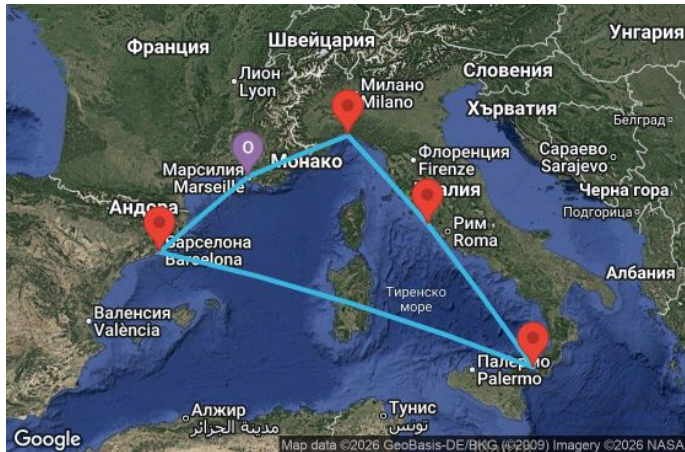 Франция
Швейцария
Унгария
Лион
Lyon
Милано
Milano
Словения
Хърватия
Белград
Марсилия
Marseille
O
Монако
Флоренция
Firenze
Сараево
Sarajevo
Андора
Италия
Черна гора
Подгорица
Рим
Roma
Барселона
Barcelona
Албания
Валенсия
València
Тиренско
море
Палермо
Palermo
Алжир
مدينة الجزائر
Тунис
تونس
Google
Map data ©2026 GeoBasis-DE/BKG (©2009) Imagery ©2026 NASA